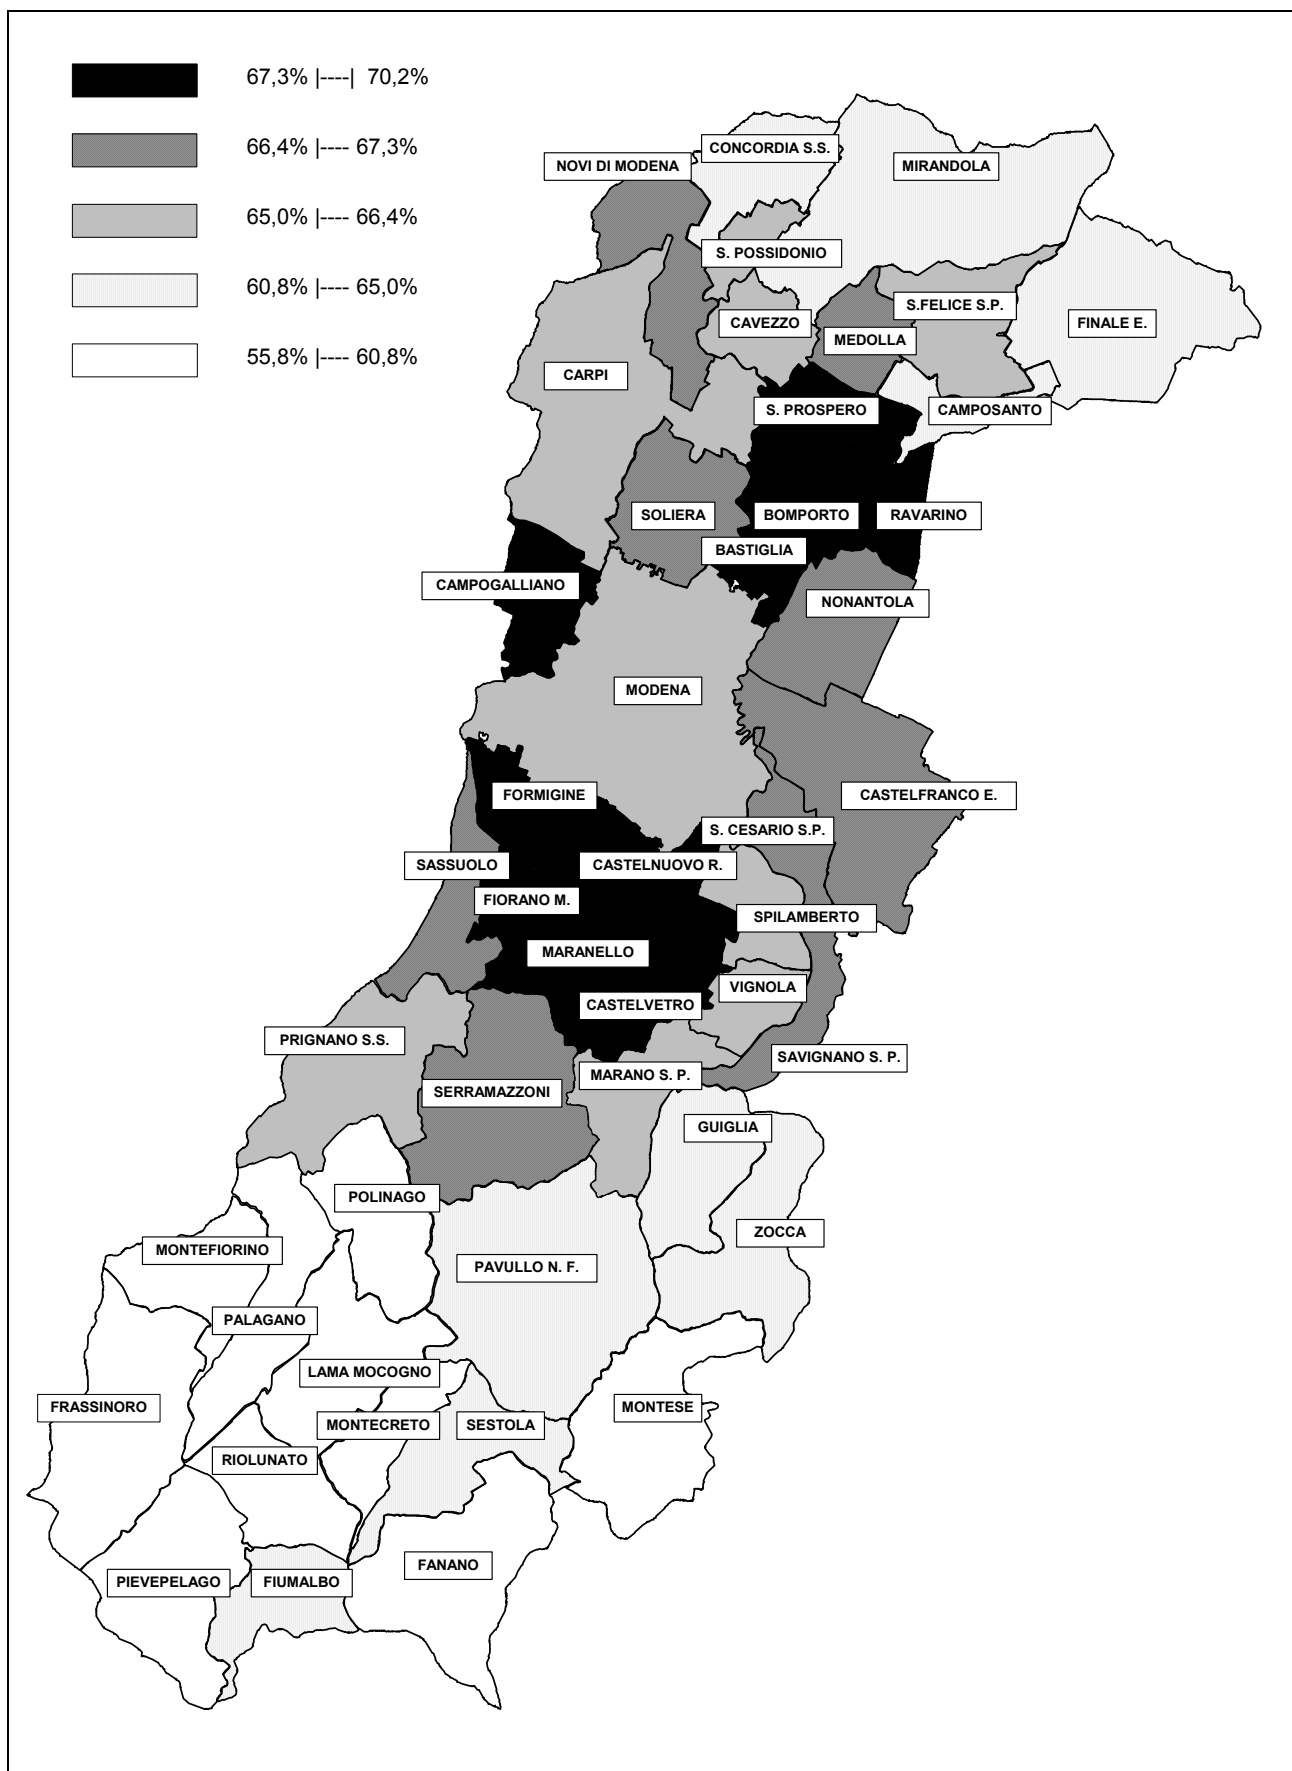 67,3% |----| 70,2%
66,4% |---- 67,3%
65,0% |---- 66,4%
60,8% |---- 65,0%
55,8% |---- 60,8%
CONCORDIA S.S.
NOVI DI MODENA
MIRANDOLA
S. POSSIDONIO
S.FELICE S.P.
CAVEZZO
FINALE E.
MEDOLLA
CARPI
S. PROSPERO
CAMPOSANTO
SOLIERA
BOMPORTO
RAVARINO
BASTIGLIA
CAMPOGALLIANO
NONANTOLA
MODENA
FORMIGINE
CASTELFRANCO E.
S. CESARIO S.P.
SASSUOLO
CASTELNUOVO R.
FIORANO M.
SPILAMBERTO
MARANELLO
VIGNOLA
CASTELVETRO
PRIGNANO S.S.
SAVIGNANO S. P.
MARANO S. P.
SERRAMAZZONI
GUIGLIA
POLINAGO
ZOCCA
MONTEFIORINO
PAVULLO N. F.
PALAGANO
LAMA MOCOGNO
FRASSINORO
MONTESE
MONTECRETO
SESTOLA
RIOLUNATO
FANANO
PIEVEPELAGO
FIUMALBO